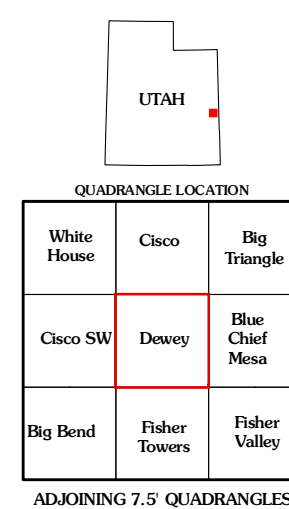 UTAH
QUADRANGLE LOCATION
White
House
Cisco
Big
Triangle
Cisco SW
Dewey
Blue
Chief
Mesa
Big Bend
Fisher
Towers
Fisher
Valley
ADJOINING 7.5' QUADRANGLES